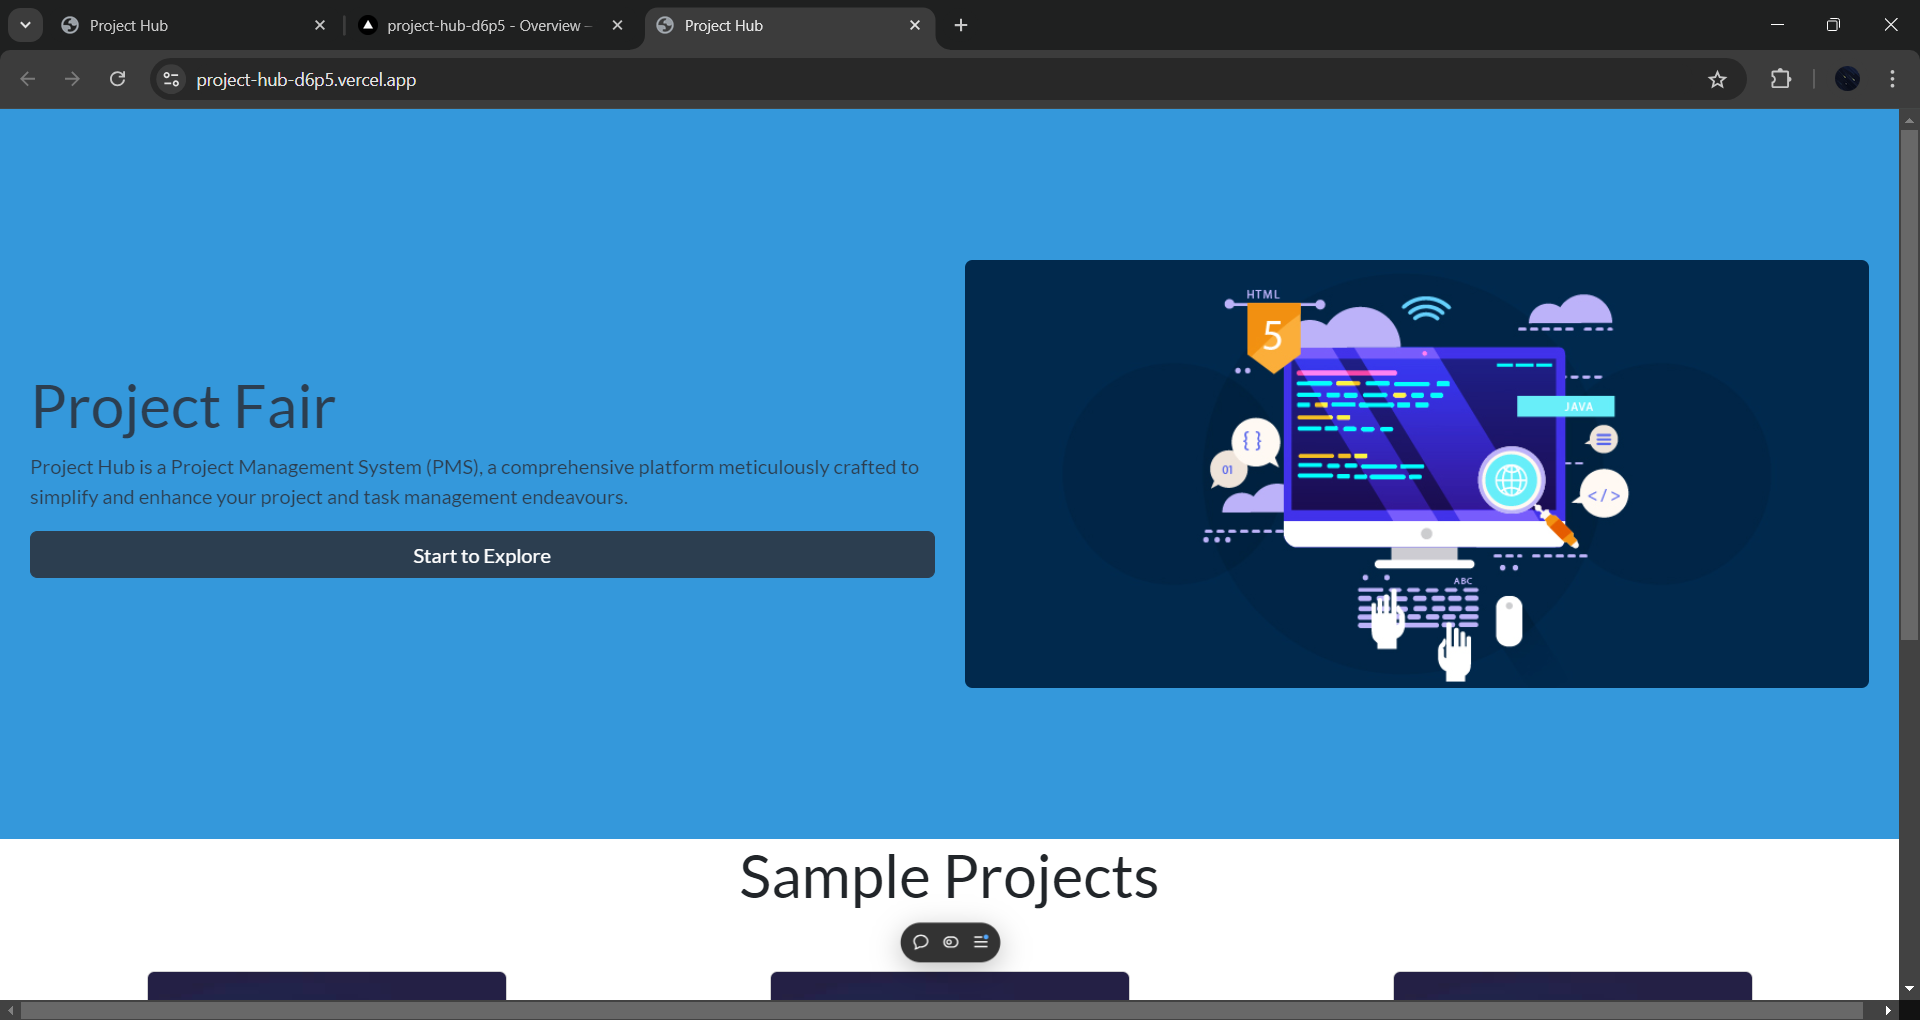 Project Hub
project-hub-d6p5 - Overview –
Project Hub
project-hub-d6p5.vercel.app
HTML
5
JAVA
{ }
01
</>
ABC
Project Fair
Project Hub is a Project Management System (PMS), a comprehensive platform meticulously crafted to
simplify and enhance your project and task management endeavours.
Start to Explore
Sample Projects